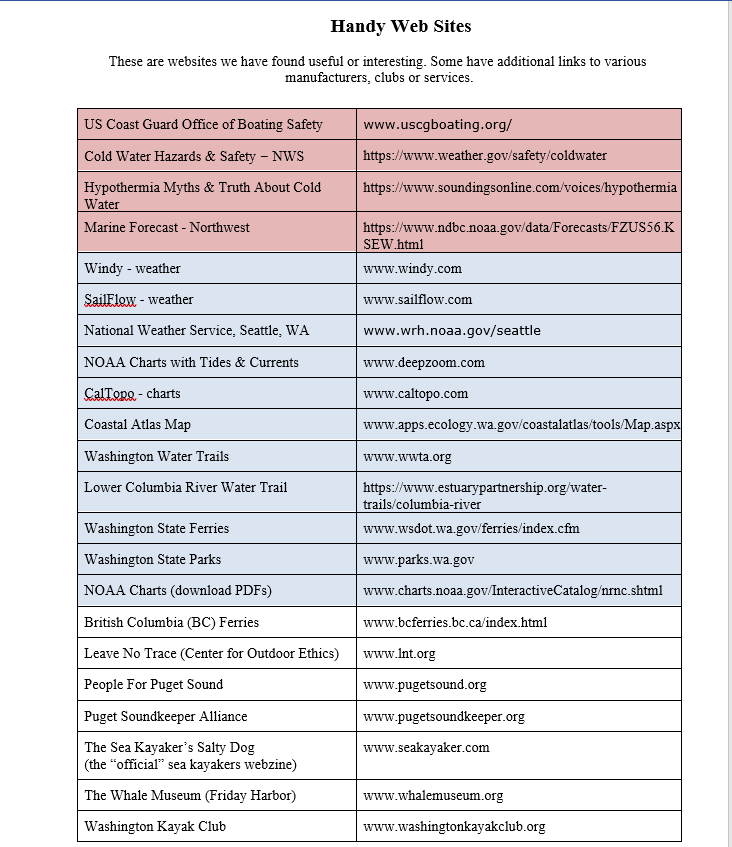 Handy Web Sites
These are websites we have found useful or interesting. Some have additional links to various
manufacturers, clubs or services.
US Coast Guard Office of Boating Safety www.uscgboating.org/
Cold Water Hazards & Safety – NWS https://www.weather.gov/safety/coldwater
Hypothermia Myths & Truth About Cold https://www.soundingsonline.com/voices/hypothermia
Water
Marine Forecast - Northwest https://www.ndbc.noaa.gov/data/Forecasts/FZUS56.K
SEW.html
Windy - weather www.windy.com
SailFlow - weather www.sailflow.com
National Weather Service, Seattle, WA www.wrh.noaa.gov/seattle
NOAA Charts with Tides & Currents www.deepzoom.com
CalTopo - charts www.caltopo.com
Coastal Atlas Map www.apps.ecology.wa.gov/coastalatlas/tools/Map.aspx
Washington Water Trails www.wwta.org
Lower Columbia River Water Trail https://www.estuarypartnership.org/water-
trails/columbia-river
Washington State Ferries www.wsdot.wa.gov/ferries/index.cfm
Washington State Parks www.parks.wa.gov
NOAA Charts (download PDFs) www.charts.noaa.gov/InteractiveCatalog/nrnc.shtml
British Columbia (BC) Ferries www.bcferries.bc.ca/index.html
Leave No Trace (Center for Outdoor Ethics) www.lnt.org
People For Puget Sound www.pugetsound.org
Puget Soundkeeper Alliance www.pugetsoundkeeper.org
The Sea Kayaker’s Salty Dog www.seakayaker.com
(the “official” sea kayakers webzine)
The Whale Museum (Friday Harbor) www.whalemuseum.org
Washington Kayak Club www.washingtonkayakclub.org